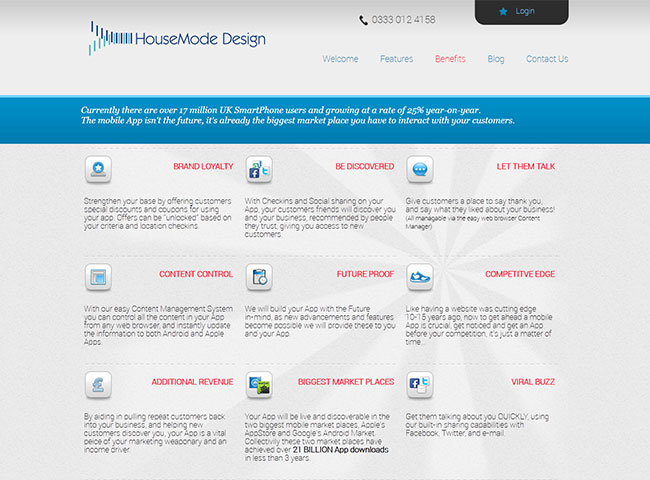 0333 012 4158
Login
HouseMode Design
Welcome Features Benefits Blog Contact Us
Currently there are over 17 million UK SmartPhone users and growing at a rate of 25% year-on-year.
The mobile App isn't the future, it's already the biggest market place you have to interact with your customers.
BRAND LOYALTY
Strengthen your base by offering customers
special discounts and coupons for using
your app. Offers can be "unlocked" based on
your criteria and location checkins.
BE DISCOVERED
With Checkins and Social sharing on your
App, your customers friends will discover you
and your business, recommended by people
they trust, giving you access to new
customers.
LET THEM TALK
Give customers a place to say thank you,
and say what they liked about your business!
(All managable via the easy web browser Content
Manager)
CONTENT CONTROL
With our easy Content Management System
you can control all the content in your App
from any web browser, and instantly update
the information to both Android and Apple
Apps.
FUTURE PROOF
We will build your App with the Future
in-mind, as new advancements and features
become possible we will provide these to you
and your App.
COMPETITVE EDGE
Like having a website was cutting edge
10-15 years ago, now to get ahead a mobile
App is crucial, get noticed and get an App
before your competition, it's just a matter of
time...
ADDITIONAL REVENUE
By aiding in pulling repeat customers back
into your business, and helping new
customers discover you, your App is a vital
peice of your marketing weaponary and an
income driver.
BIGGEST MARKET PLACES
Your App will be live and discoverable in the
two biggest mobile market places, Apple's
AppStore and Google's Android Market.
Collectivily these two market places have
achieved over 21 BILLION App downloads
in less than 3 years.
VIRAL BUZZ
Get them talking about you QUICKLY, using
our built-in sharing capabilities with
Facebook, Twitter, and e-mail.